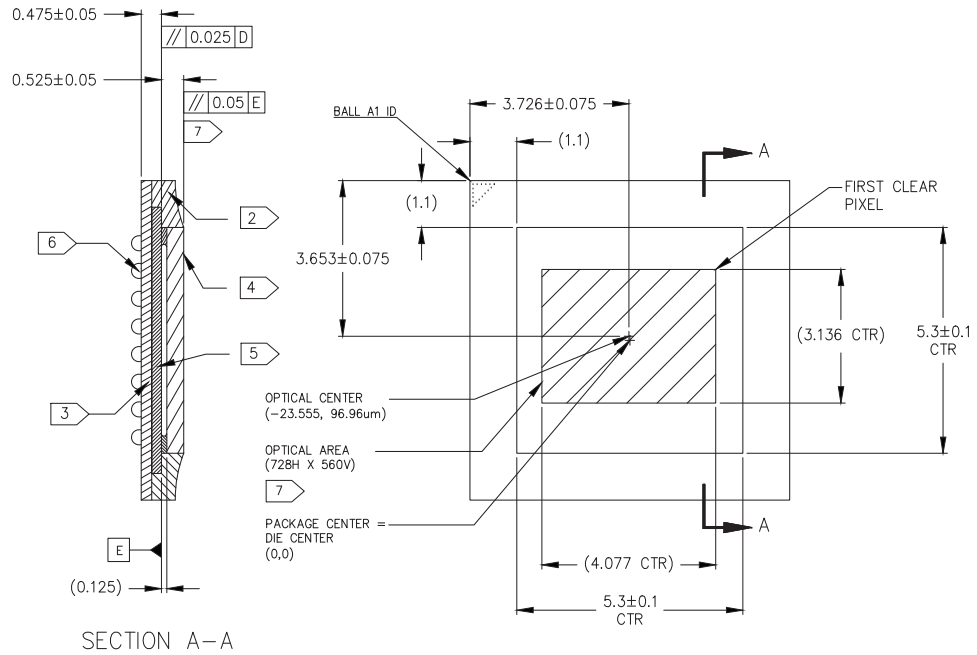 0.475±0.05
// 0.025 D
0.525±0.05
// 0.05 E
7
2
6
4
5
3
E
(0.125)
SECTION A–A
BALL A1 ID
3.726±0.075
(1.1)
A
(1.1)
FIRST CLEAR
PIXEL
3.653±0.075
(3.136 CTR)
5.3±0.1
CTR
OPTICAL CENTER
(−23.555, 96.96um)
OPTICAL AREA
(728H X 560V)
7
PACKAGE CENTER =
DIE CENTER
(0,0)
A
(4.077 CTR)
5.3±0.1
CTR